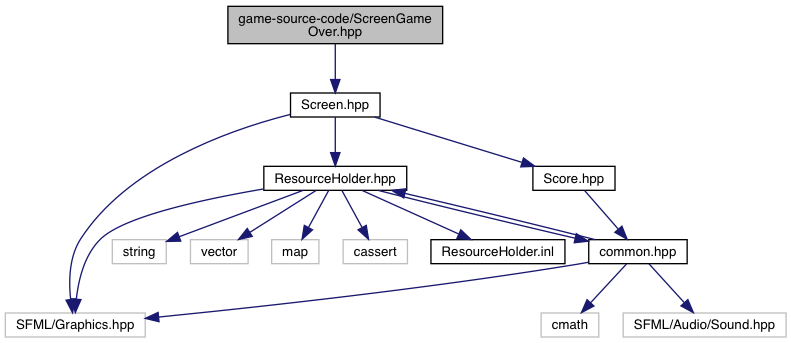 game-source-code/ScreenGame
Over.hpp
Screen.hpp
ResourceHolder.hpp
Score.hpp
string
vector
map
cassert
ResourceHolder.inl
common.hpp
SFML/Graphics.hpp
cmath
SFML/Audio/Sound.hpp